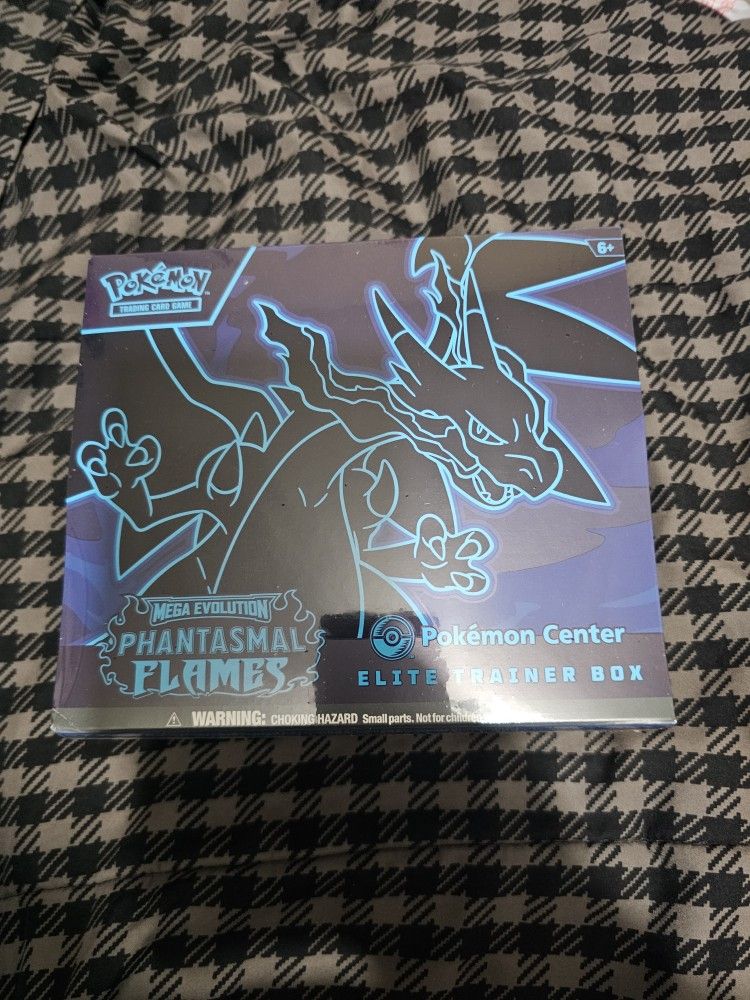 POKÉMON
TRADING CARD GAME
6+
MEGA EVOLUTION
PHANTASMAL
FLAMES
Pokémon Center
ELITE TRAINER BOX
WARNING: CHOKING HAZARD Small parts. Not for